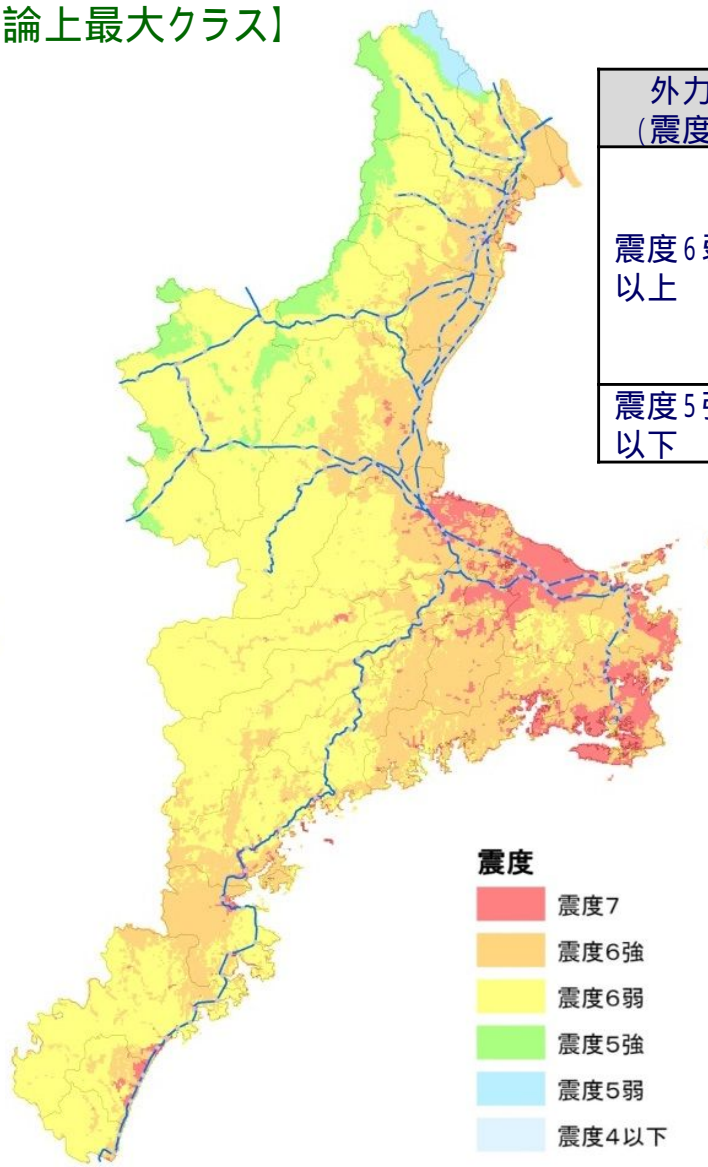 論上最大クラス】
外力
(震度
震度6弱
以上
震度5強
以下
震度
震度7
震度6強
震度6弱
震度5強
震度5弱
震度4以下